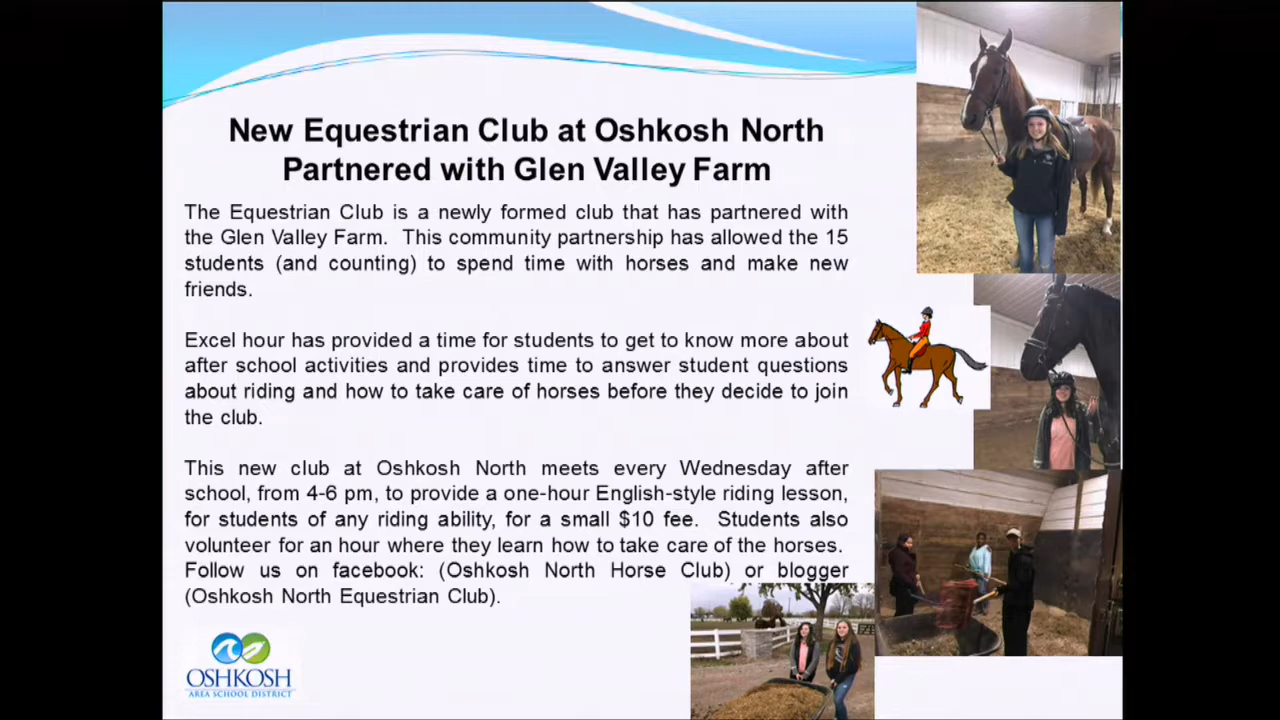 New Equestrian Club at Oshkosh North
Partnered with Glen Valley Farm
The Equestrian Club is a newly formed club that has partnered with
the Glen Valley Farm. This community partnership has allowed the 15
students (and counting) to spend time with horses and make new
friends.
Excel hour has provided a time for students to get to know more about
after school activities and provides time to answer student questions
about riding and how to take care of horses before they decide to join
the club.
This new club at Oshkosh North meets every Wednesday after
school, from 4-6 pm, to provide a one-hour English-style riding lesson,
for students of any riding ability, for a small $10 fee. Students also
volunteer for an hour where they learn how to take care of the horses.
Follow us on facebook: (Oshkosh North Horse Club) or blogger
(Oshkosh North Equestrian Club).
OSHKOSH
AREA SCHOOL DISTRICT